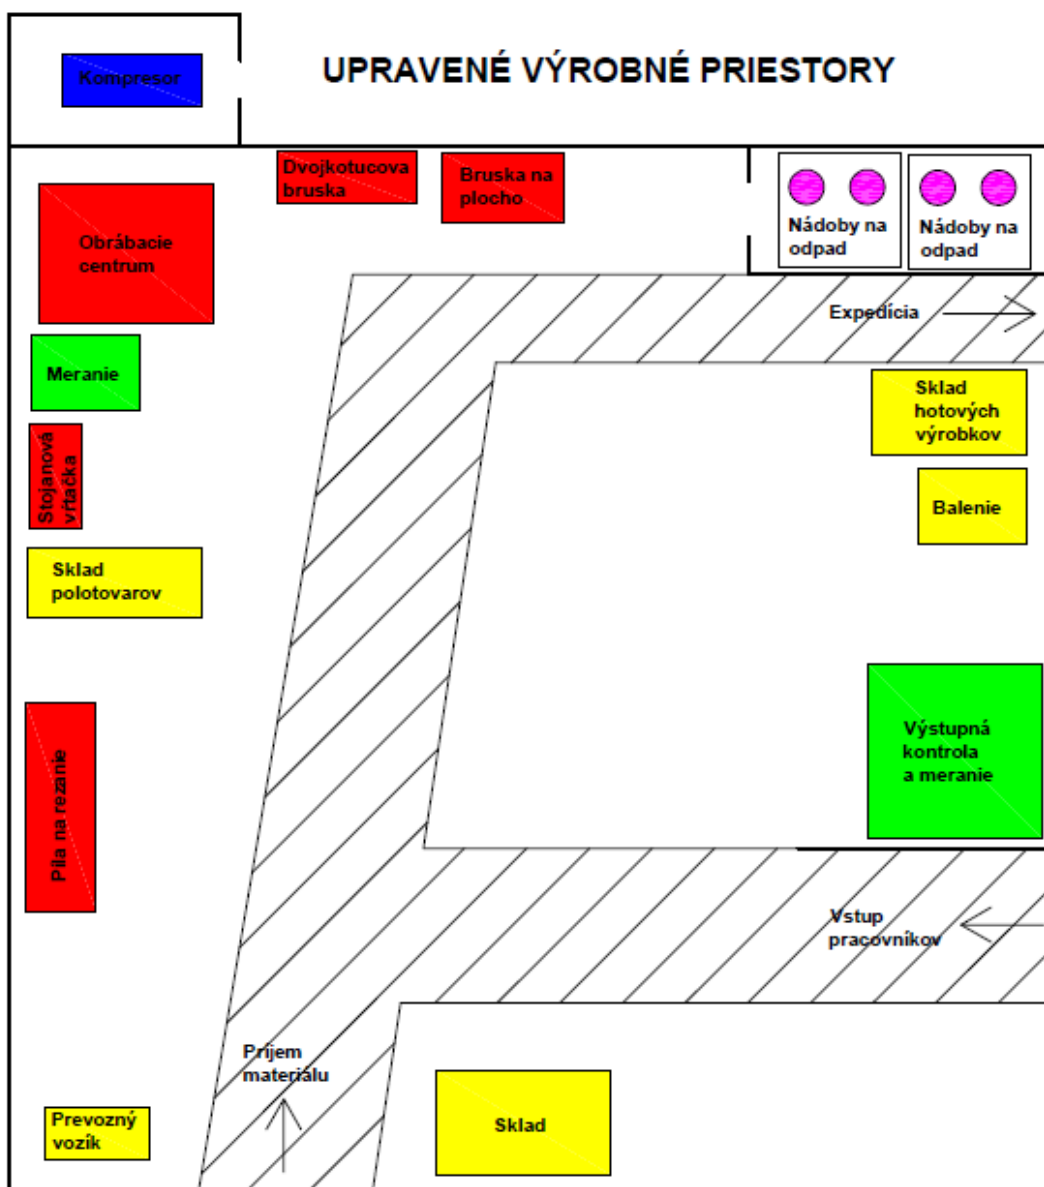 Kompresor
UPRAVENÉ VÝROBNÉ PRIESTORY
Dvojkotucova
bruska
Bruska na
plocho
Nádoby na
odpad
Nádoby na
odpad
Obrábacie
centrum
Expedícia
Meranie
Sklad
hotových
výrobkov
Stojanová
vŕtačka
Balenie
Sklad
polotovarov
Výstupná
kontrola
a meranie
Píla na rezanie
Vstup
pracovníkov
Príjem
materiálu
Prevozný
vozík
Sklad